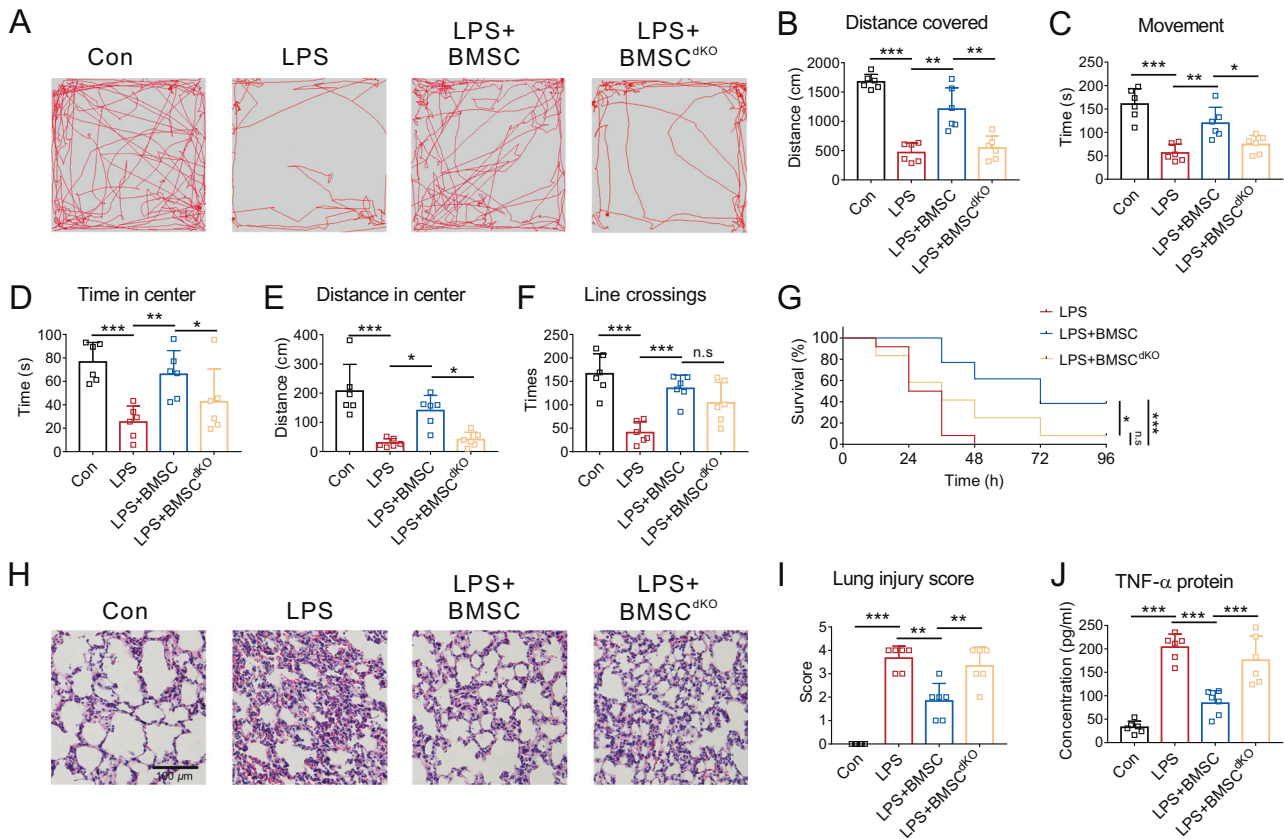 A
Con
LPS
LPS+
BMSC
LPS+
BMSC^dKO
B
Distance covered
***
**
**
Distance (cm)
2000
1500
1000
500
0
Con
LPS
LPS+BMSC
LPS+BMSC^dKO
C
Movement
***
**
*
Time (s)
250
200
150
100
50
0
Con
LPS
LPS+BMSC
LPS+BMSC^dKO
D
Time in center
***
**
*
Time (s)
100
80
60
40
20
0
Con
LPS
LPS+BMSC
LPS+BMSC^dKO
E
Distance in center
***
*
*
Distance (cm)
400
300
200
100
0
Con
LPS
LPS+BMSC
LPS+BMSC^dKO
F
Line crossings
***
***
n.s
Times
300
200
100
0
Con
LPS
LPS+BMSC
LPS+BMSC^dKO
G
LPS
LPS+BMSC
LPS+BMSC^dKO
Survival (%)
100
80
60
40
20
0
0
24
48
72
96
Time (h)
*
n.s
***
H
Con
LPS
LPS+
BMSC
LPS+
BMSC^dKO
100 µm
I
Lung injury score
***
**
**
Score
5
4
3
2
1
0
Con
LPS
LPS+BMSC
LPS+BMSC^dKO
J
TNF-α protein
***
***
***
Concentration (pg/ml)
250
200
150
100
50
0
Con
LPS
LPS+BMSC
LPS+BMSC^dKO